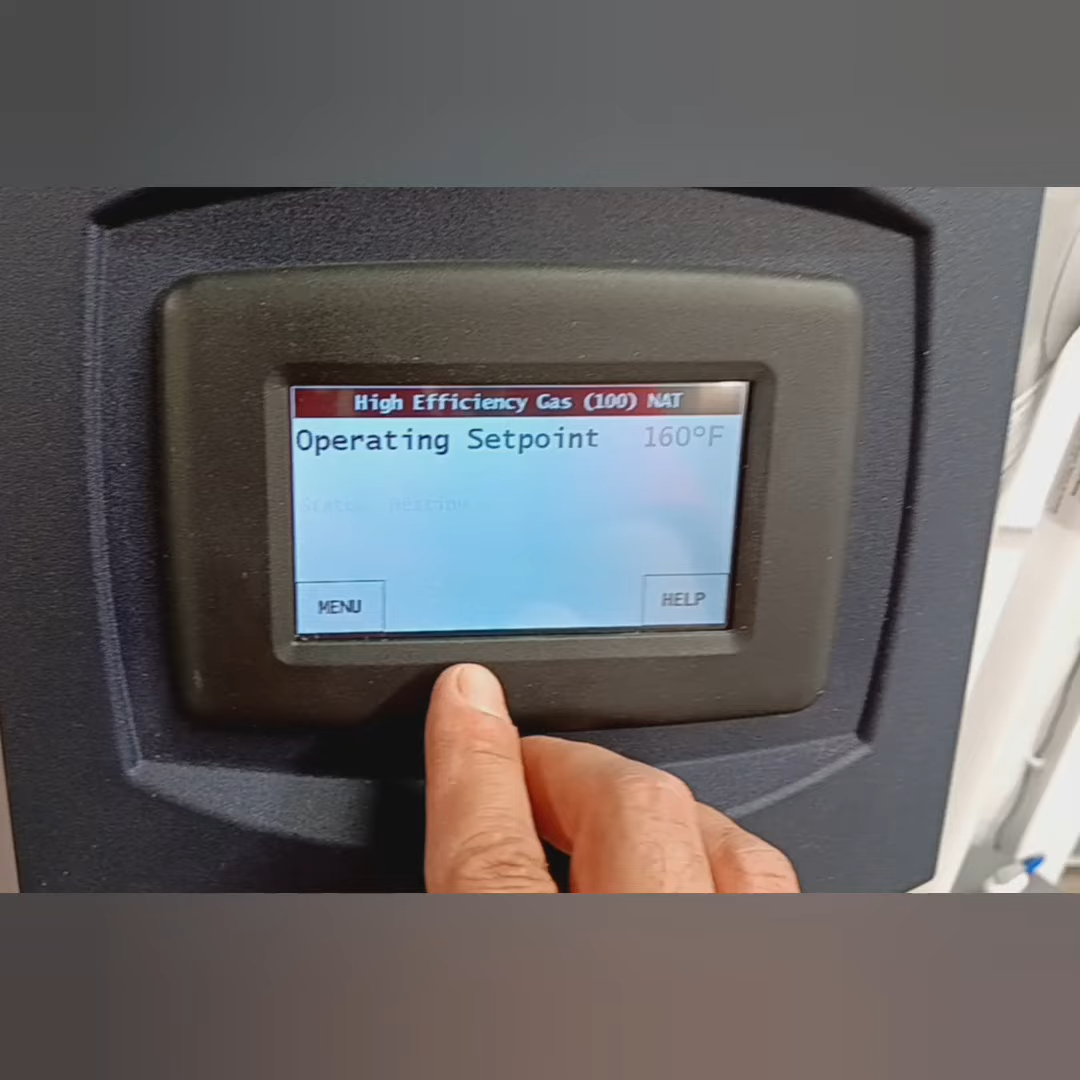 High Efficiency Gas (100) NAT
Operating Setpoint 160°F
MENU
HELP